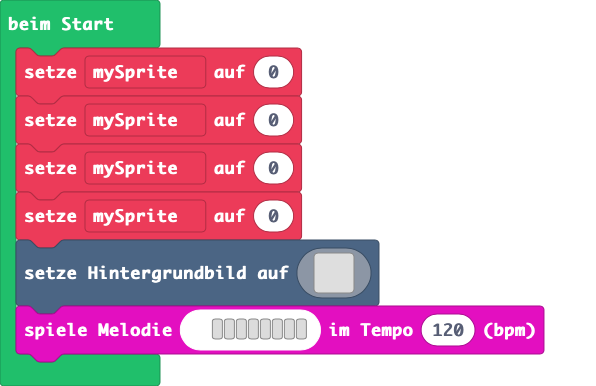 beim Start
setze mySprite auf 0
setze mySprite auf 0
setze mySprite auf 0
setze mySprite auf 0
setze Hintergrundbild auf
spiele Melodie im Tempo 120 (bpm)